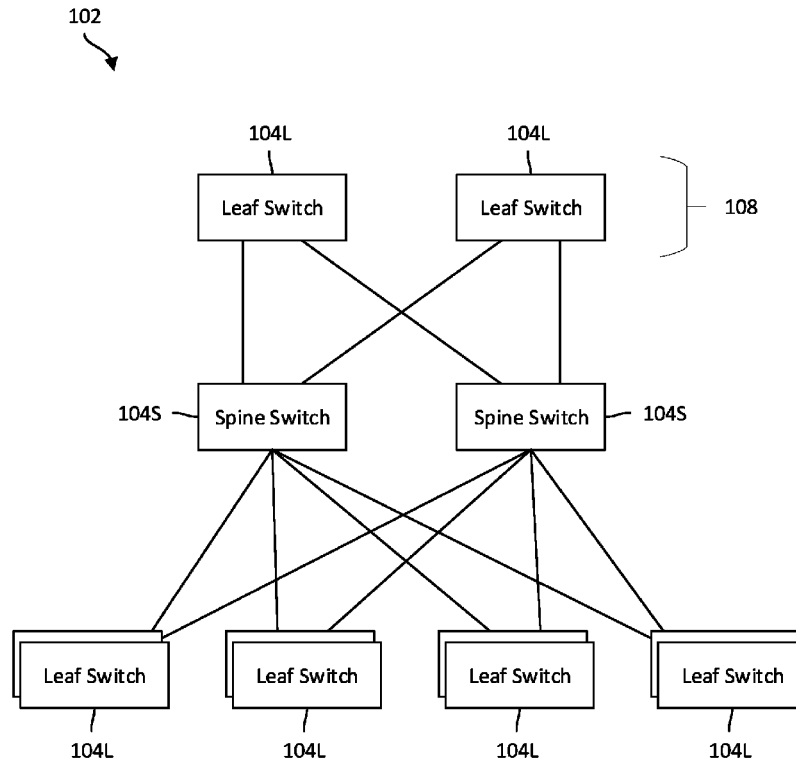 102
104L 104L
Leaf Switch Leaf Switch 108
104S Spine Switch Spine Switch 104S
Leaf Switch Leaf Switch Leaf Switch Leaf Switch
104L 104L 104L 104L